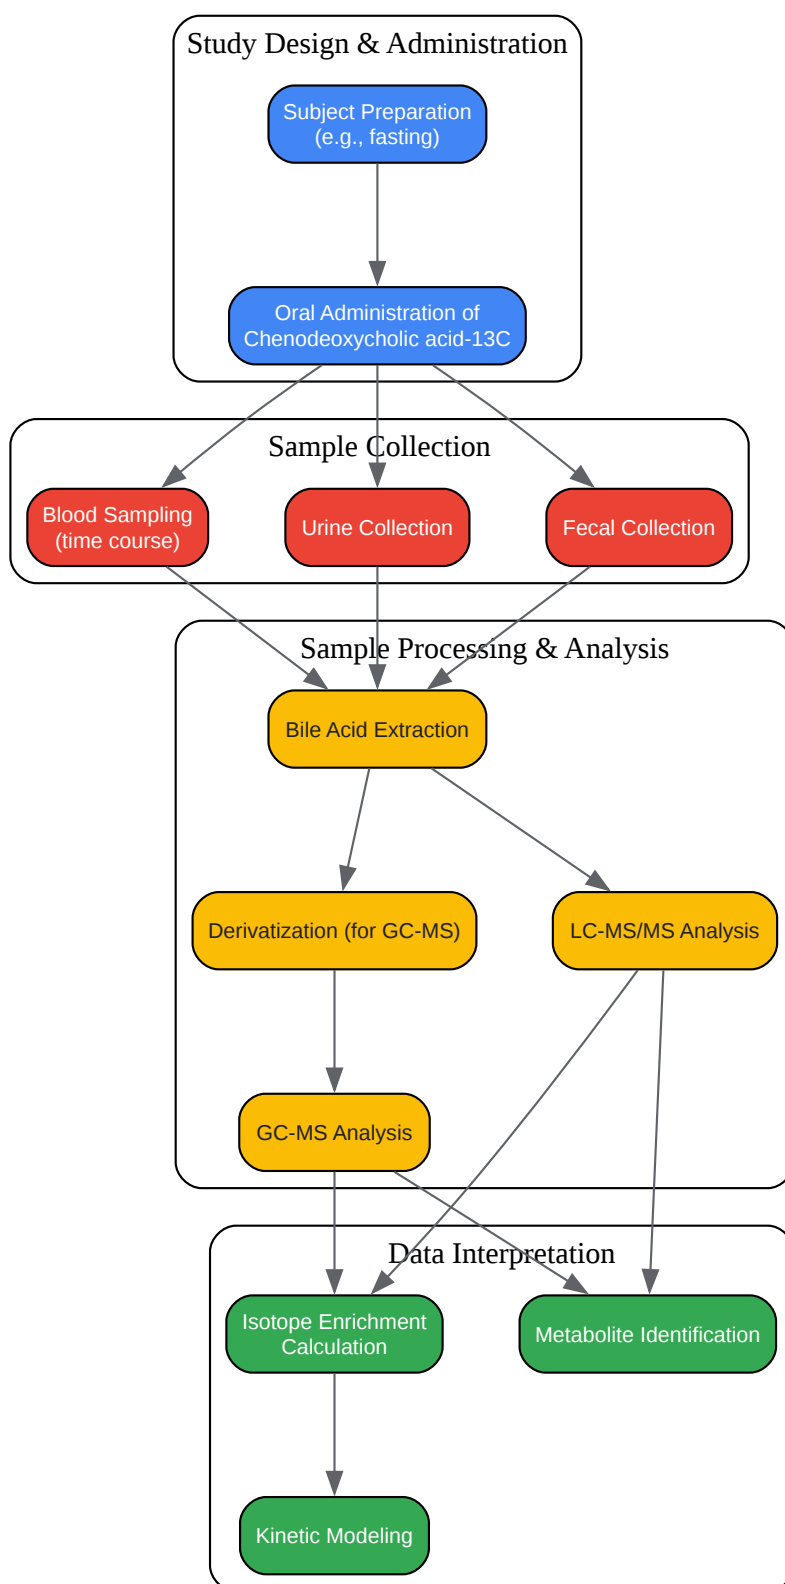 Study Design & Administration
Subject Preparation
(e.g., fasting)
Oral Administration of
Chenodeoxycholic acid-13C
Sample Collection
Blood Sampling
(time course)
Urine Collection
Fecal Collection
Sample Processing & Analysis
Bile Acid Extraction
Derivatization (for GC-MS)
LC-MS/MS Analysis
GC-MS Analysis
Data Interpretation
Isotope Enrichment
Calculation
Metabolite Identification
Kinetic Modeling